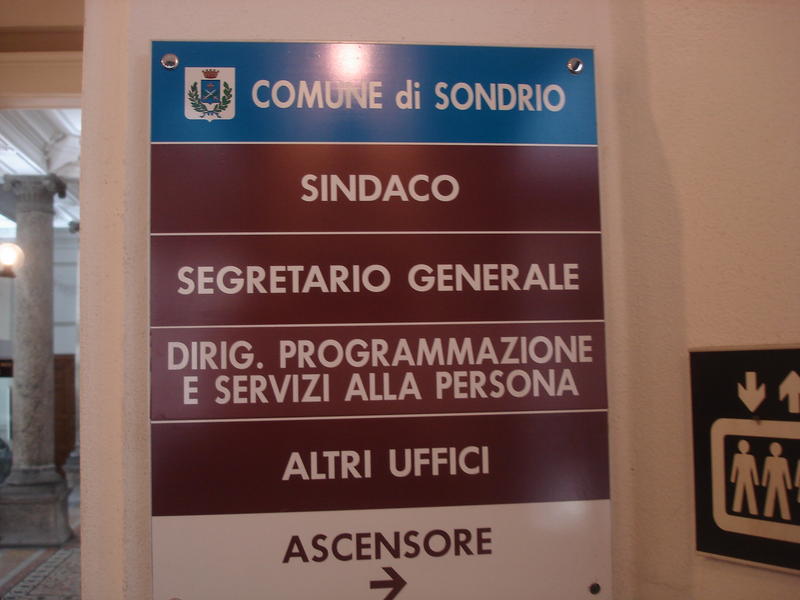 COMUNE di SONDRIO
SINDACO
SEGRETARIO GENERALE
DIRIG. PROGRAMMAZIONE
E SERVIZI ALLA PERSONA
ALTRI UFFICI
ASCENSORE